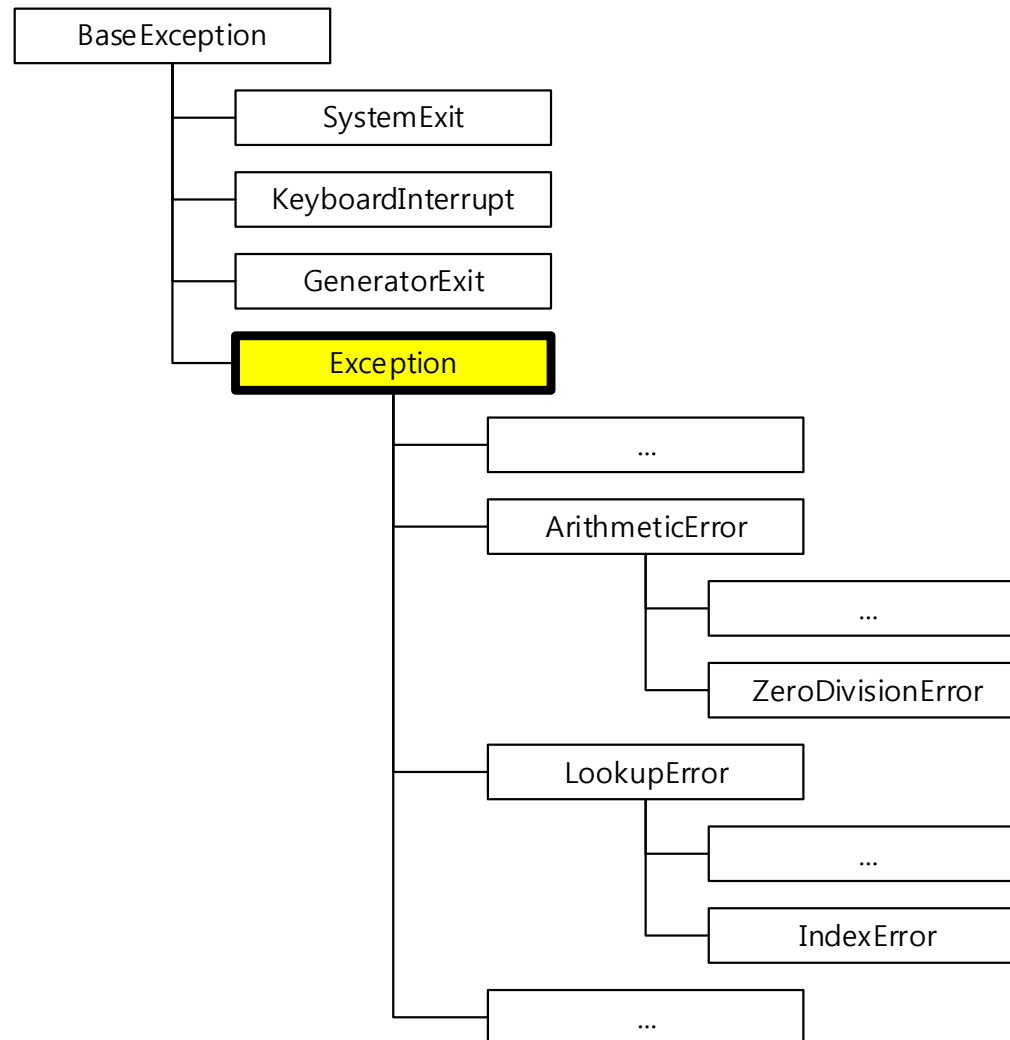 BaseException
SystemExit
KeyboardInterrupt
GeneratorExit
Exception
...
ArithmeticError
...
ZeroDivisionError
LookupError
...
IndexError
...